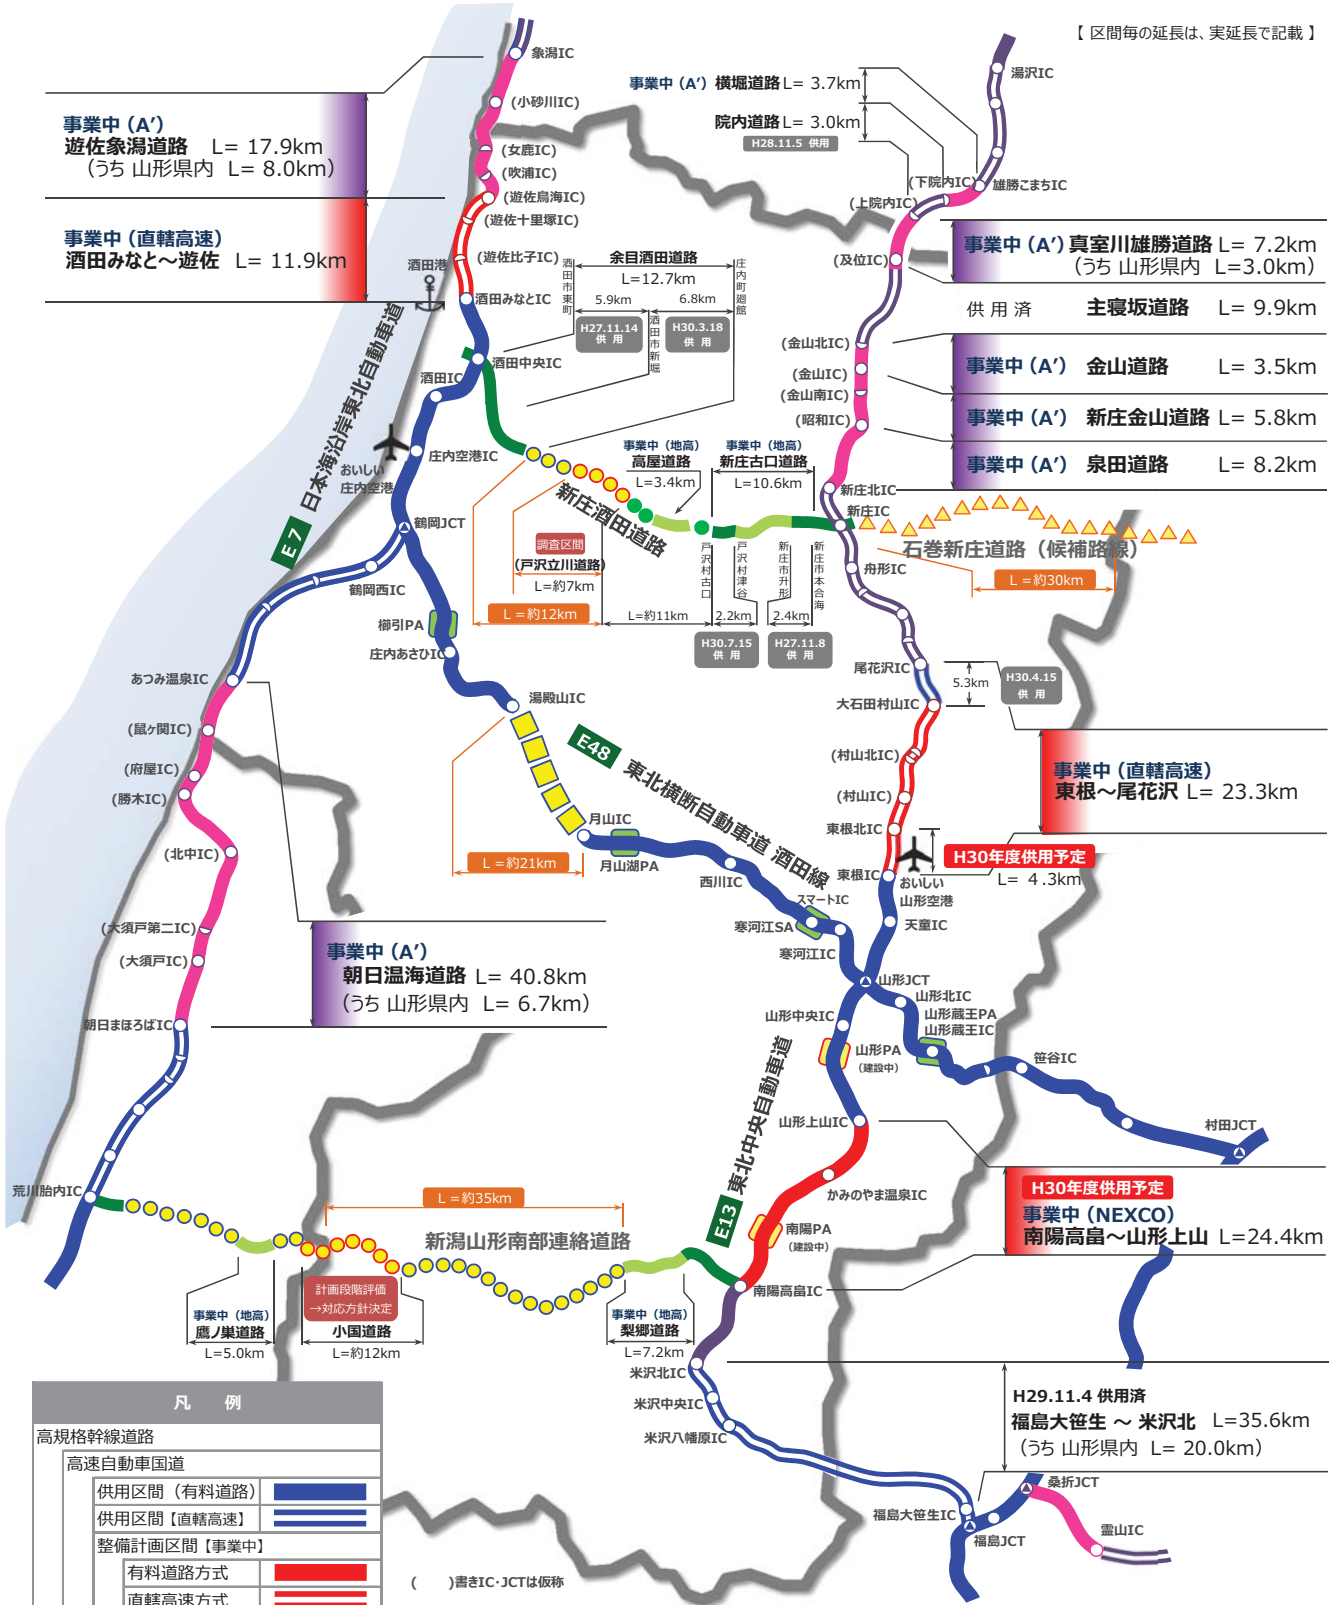 【 区間毎の延長は、実延長で記載 】
象潟IC
(小砂川IC)
(女鹿IC)
(吹浦IC)
(遊佐鳥海IC)
(遊佐十里塚IC)
(遊佐比子IC)
酒田みなとIC
酒田港
事業中（A′）
遊佐象潟道路 L= 17.9km
（うち 山形県内 L= 8.0km）
事業中（直轄高速）
酒田みなと～遊佐 L= 11.9km
事業中（A′）横堀道路 L= 3.7km
院内道路 L= 3.0km
H28.11.5 供用
湯沢IC
(下院内IC)
雄勝こまちIC
(上院内IC)
(及位IC)
事業中（A′）真室川雄勝道路 L= 7.2km
（うち 山形県内 L=3.0km）
供用済 主寝坂道路 L= 9.9km
事業中（A′） 金山道路 L= 3.5km
事業中（A′） 新庄金山道路 L= 5.8km
事業中（A′） 泉田道路 L= 8.2km
(金山北IC)
(金山IC)
(金山南IC)
(昭和IC)
新庄北IC
新庄IC
余目酒田道路
L=12.7km
5.9km
6.8km
酒田市東町
酒田市新堀
庄内町廻館
H27.11.14
供 用
H30.3.18
供 用
酒田中央IC
酒田IC
庄内空港IC
おいしい
庄内空港
E7 日本海沿岸東北自動車道
鶴岡JCT
鶴岡西IC
櫛引PA
庄内あさひIC
湯殿山IC
あつみ温泉IC
(鼠ヶ関IC)
(府屋IC)
(勝木IC)
(北中IC)
(大須戸第二IC)
(大須戸IC)
朝日まほろばIC
荒川胎内IC
新庄酒田道路
事業中（地高）
高屋道路
L=3.4km
事業中（地高）
新庄古口道路
L=10.6km
調査区間
(戸沢立川道路)
L=約7km
L =約12km
L=約11km
2.2km
2.4km
戸沢村古口
戸沢村津谷
新庄市升形
新庄市本合海
H30.7.15
供 用
H27.11.8
供 用
石巻新庄道路（候補路線）
L =約30km
舟形IC
尾花沢IC
5.3km
H30.4.15
供 用
大石田村山IC
(村山北IC)
(村山IC)
東根北IC
東根IC
おいしい
山形空港
天童IC
事業中（直轄高速）
東根～尾花沢 L= 23.3km
H30年度供用予定
L= 4.3km
E48 東北横断自動車道 酒田線
L =約21km
月山IC
月山湖PA
西川IC
スマートIC
寒河江SA
寒河江IC
山形JCT
山形北IC
山形蔵王PA
山形蔵王IC
笹谷IC
村田JCT
山形中央IC
山形PA
(建設中)
山形上山IC
かみのやま温泉IC
南陽PA
(建設中)
南陽高畠IC
E13 東北中央自動車道
事業中（A′）
朝日温海道路 L= 40.8km
（うち 山形県内 L= 6.7km）
H30年度供用予定
事業中（NEXCO）
南陽高畠～山形上山 L=24.4km
L =約35km
新潟山形南部連絡道路
計画段階評価
→対応方針決定
小国道路
L=約12km
事業中（地高）
鷹ノ巣道路
L=5.0km
事業中（地高）
梨郷道路
L=7.2km
米沢北IC
米沢中央IC
米沢八幡原IC
H29.11.4 供用済
福島大笹生 ～ 米沢北 L=35.6km
（うち 山形県内 L= 20.0km）
福島大笹生IC
福島JCT
桑折JCT
霊山IC
凡 例
高規格幹線道路
高速自動車国道
供用区間（有料道路）
供用区間【直轄高速】
整備計画区間【事業中】
有料道路方式
直轄高速方式
( )書きIC・JCTは仮称